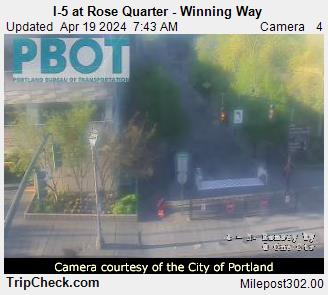 I-5 at Rose Quarter - Winning Way
Updated Apr 19 2024 7:43 AM Camera 4
PBOT
PORTLAND BUREAU OF TRANSPORTATION
Camera courtesy of the City of Portland
TripCheck.com Milepost302.00